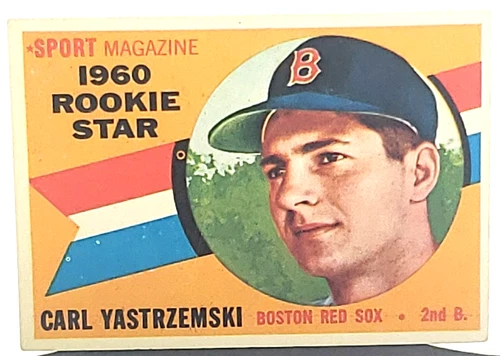 ★SPORT MAGAZINE
1960
ROOKIE
STAR
B
CARL YASTRZEMSKI BOSTON RED SOX • 2nd B.